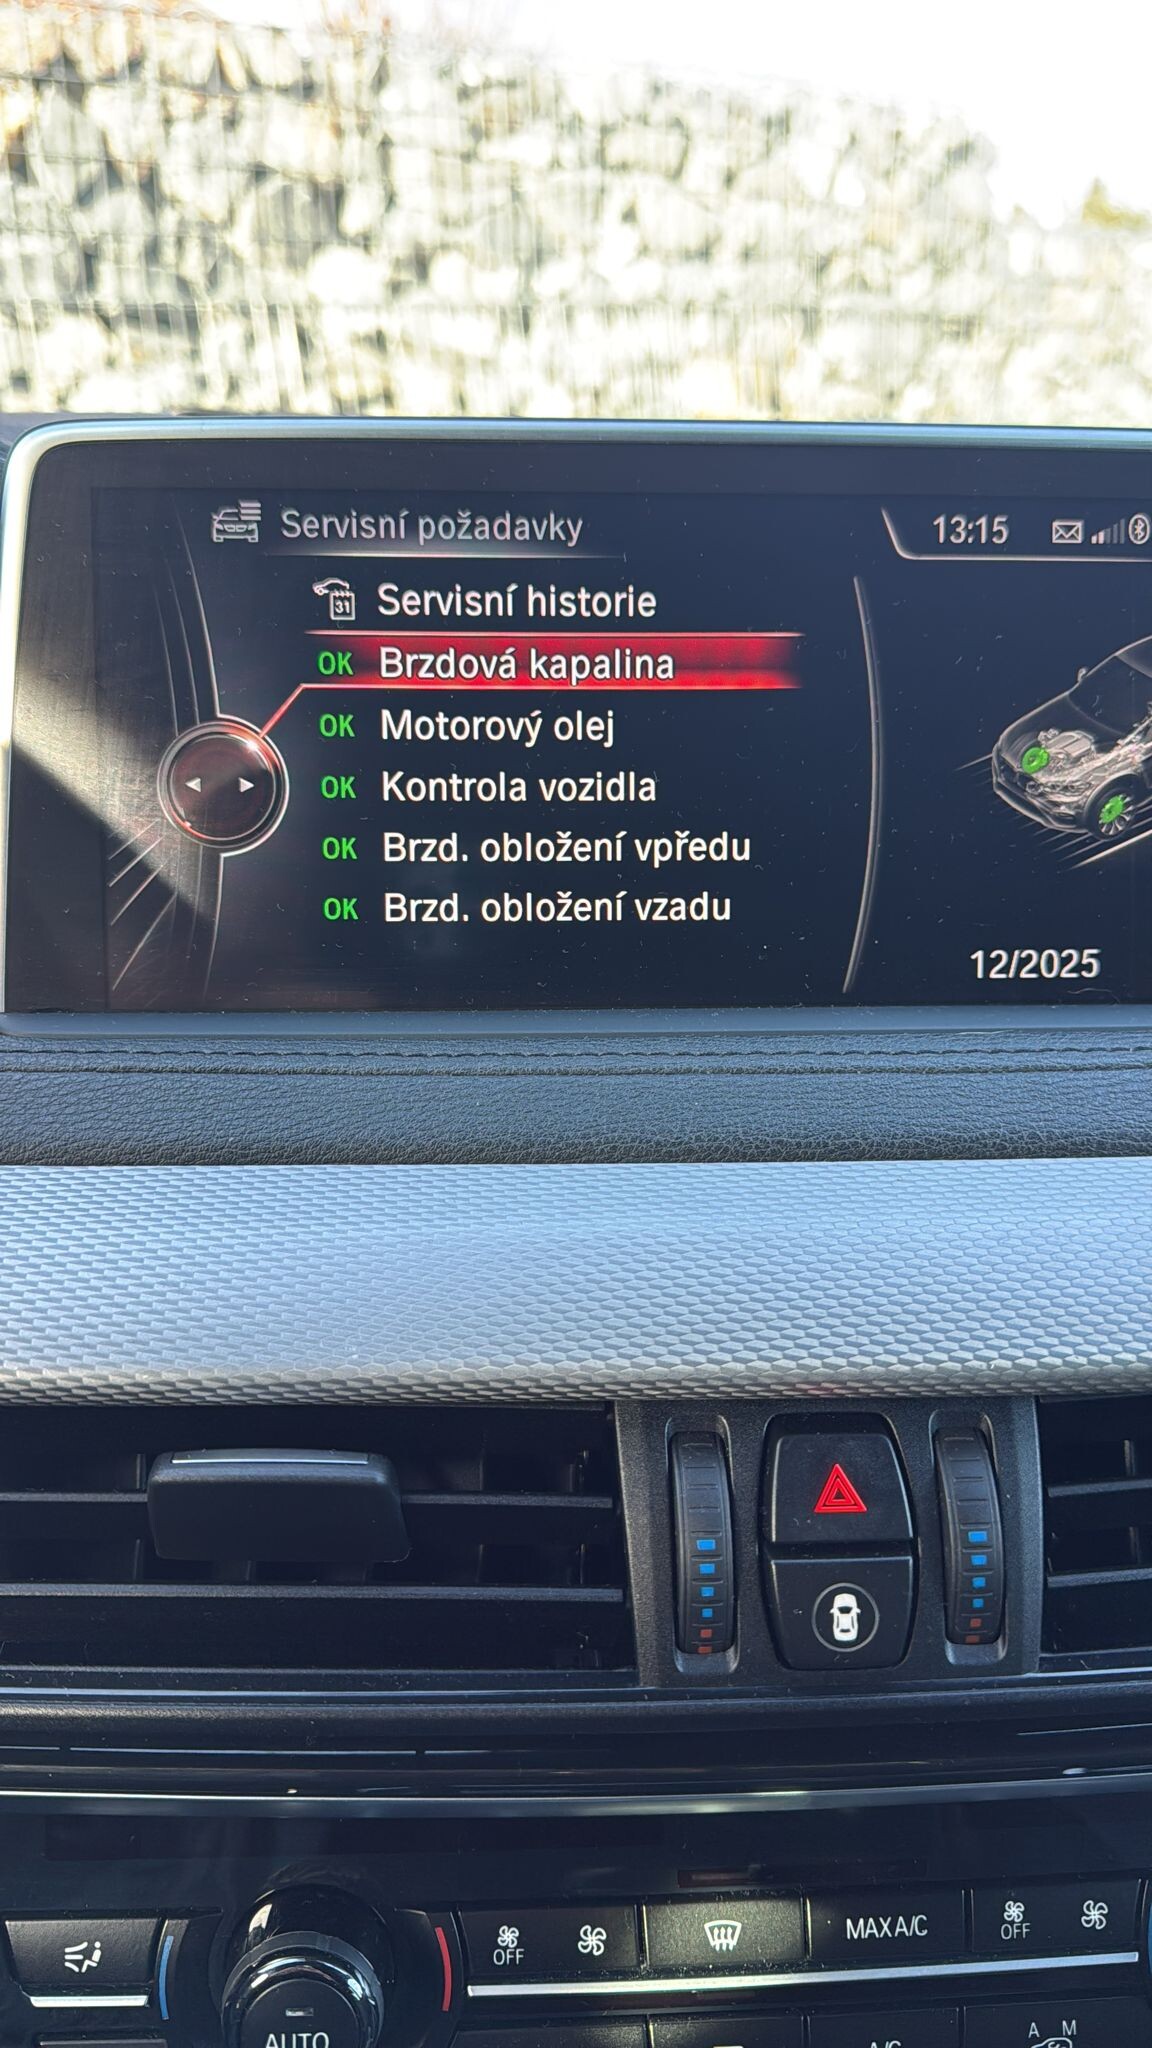 Servisní požadavky
13:15
31
Servisní historie
OK Brzdová kapalina
OK Motorový olej
OK Kontrola vozidla
OK Brzd. obložení vpředu
OK Brzd. obložení vzadu
12/2025
OFF
MAX A/C
OFF
AUTO
A/C
A M